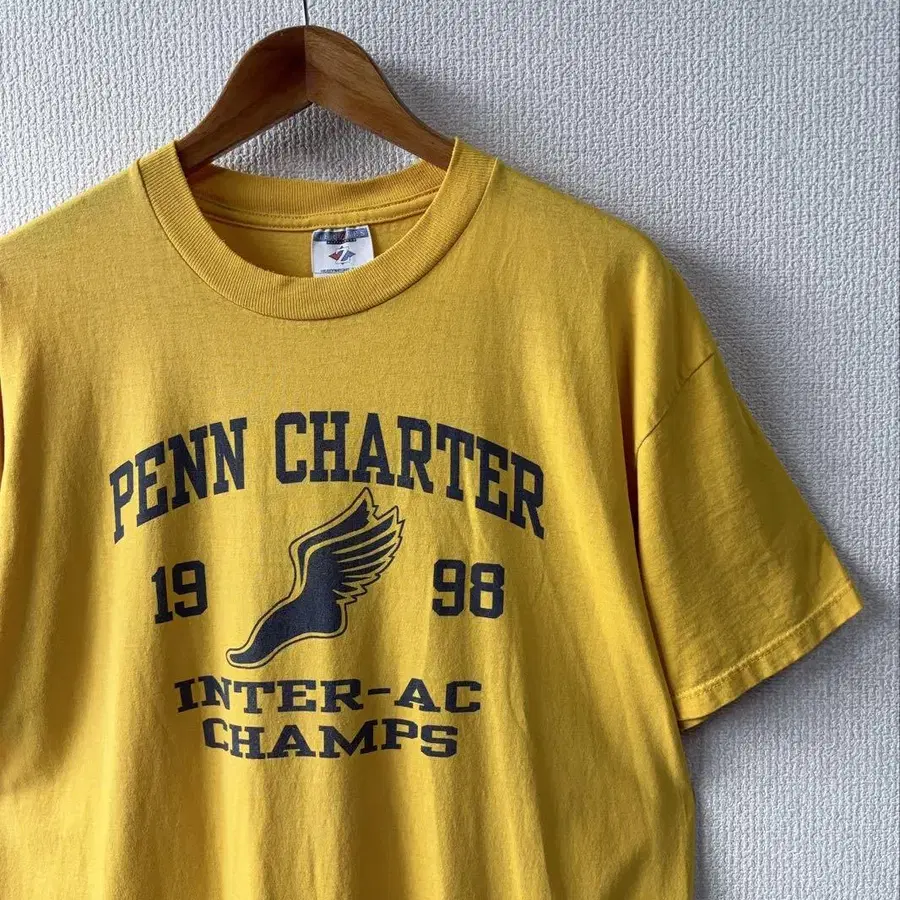 PENN CHARTER
19 98
INTER-AC
CHAMPS